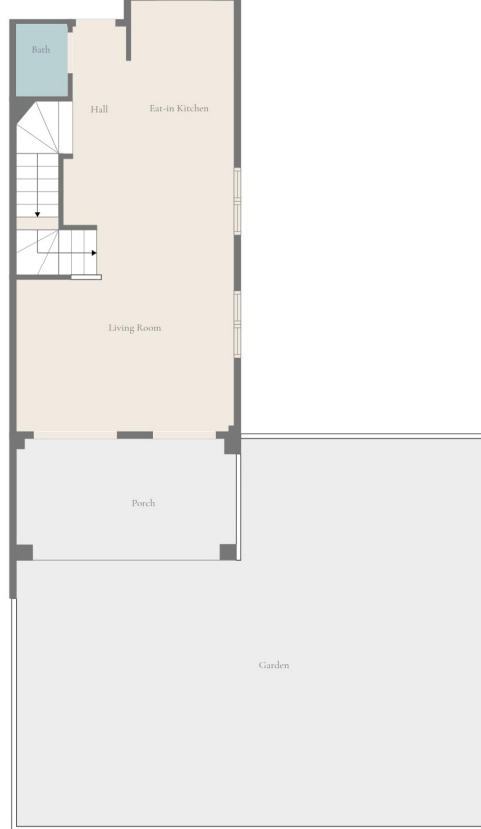 Bath
Hall
Eat-in Kitchen
Living Room
Porch
Garden